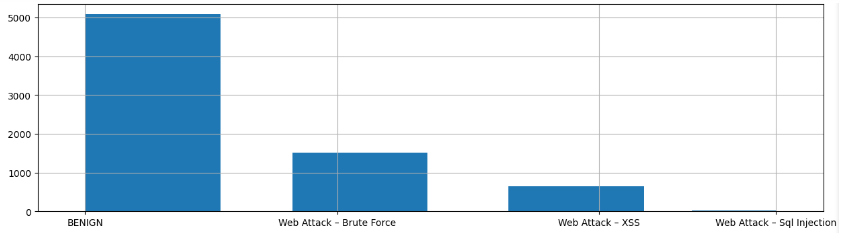 5000
4000
3000
2000
1000
0
BENIGN
Web Attack – Brute Force
Web Attack – XSS
Web Attack – Sql Injection